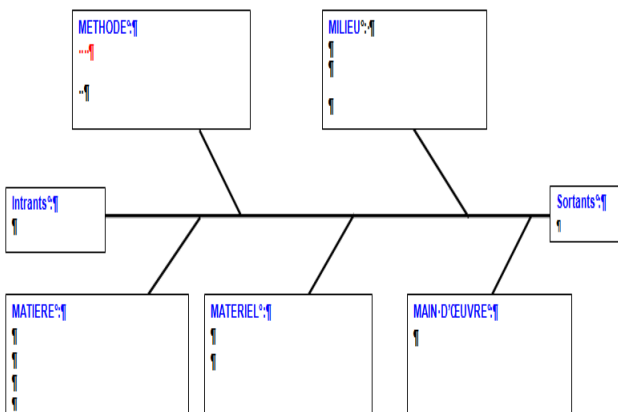 METHODE :¶
····¶
··¶
MILIEU :·¶
¶
¶
¶
Intrants :¶
¶
Sortants :¶
¶
MATIERE :¶
¶
¶
¶
¶
MATERIEL :¶
¶
¶
MAIN·D'ŒUVRE :¶
¶